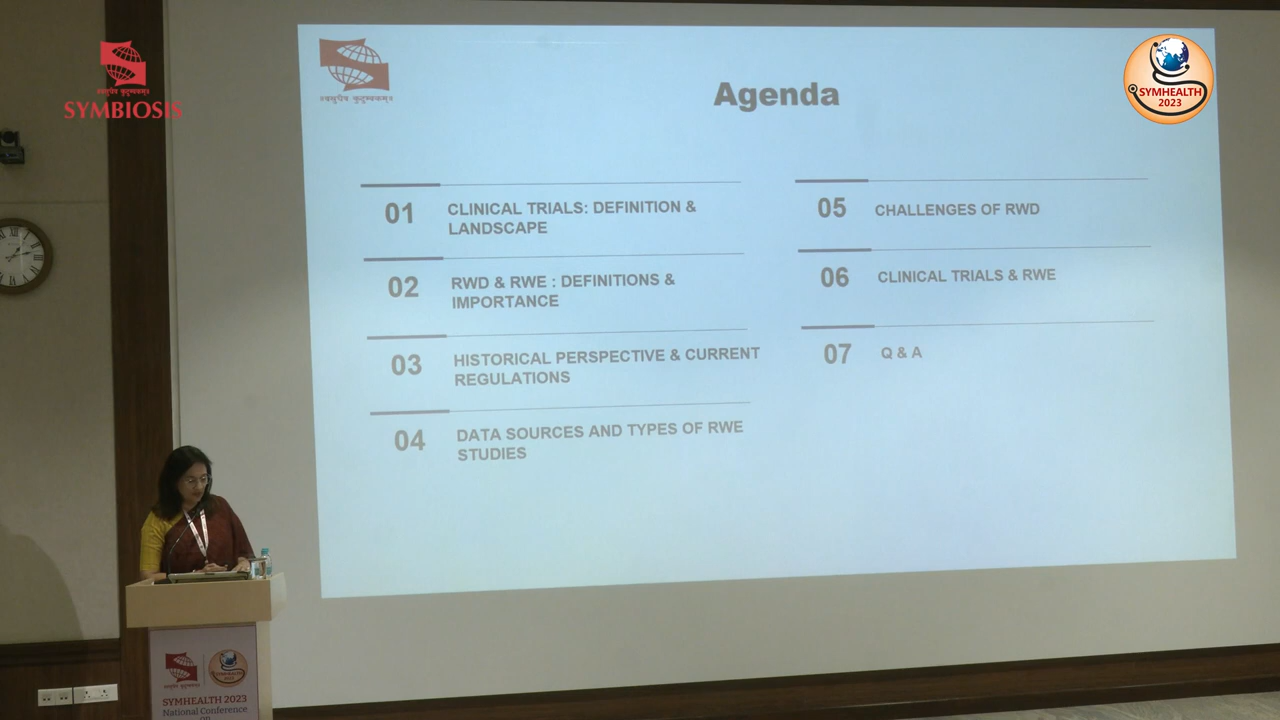 SYMBIOSIS
Agenda
SYMHEALTH
2023
01
CLINICAL TRIALS: DEFINITION &
LANDSCAPE
02
RWD & RWE : DEFINITIONS &
IMPORTANCE
03
HISTORICAL PERSPECTIVE & CURRENT
REGULATIONS
04
DATA SOURCES AND TYPES OF RWE
STUDIES
05
CHALLENGES OF RWD
06
CLINICAL TRIALS & RWE
07
Q & A
SYMHEALTH 2023
National Conference